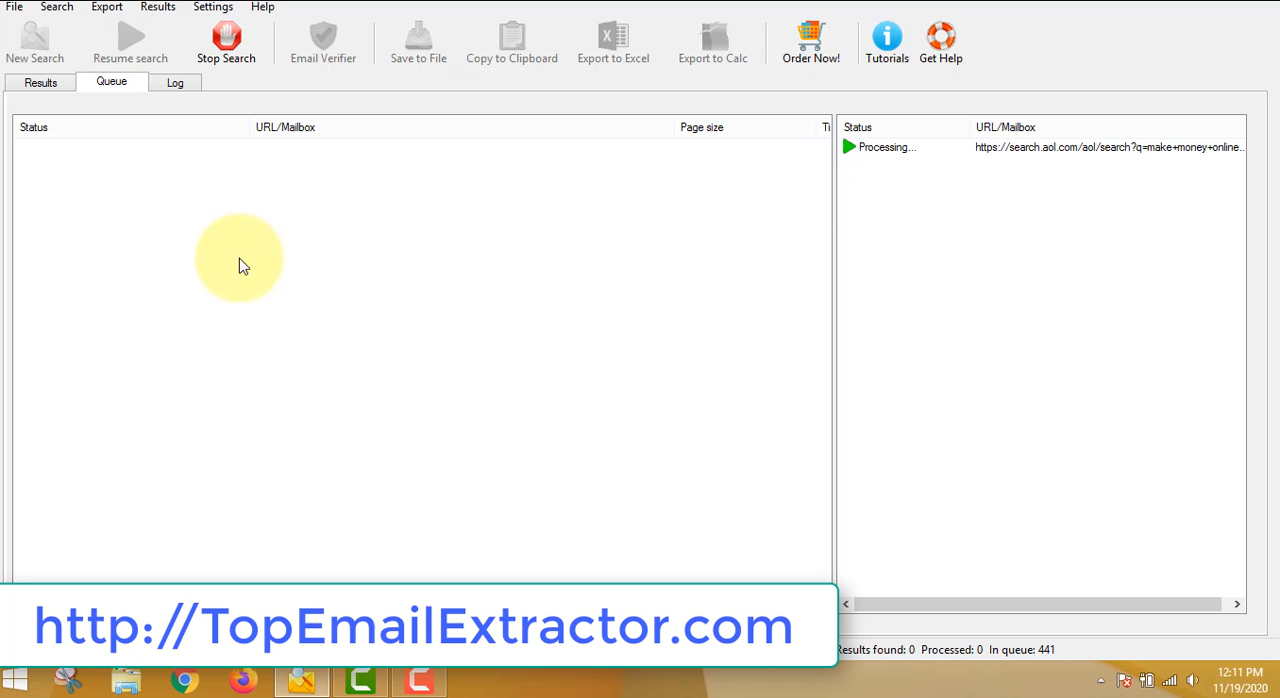 File Search Export Results Settings Help
New Search Resume search Stop Search Email Verifier Save to File Copy to Clipboard Export to Excel Export to Calc Order Now! Tutorials Get Help
Results Queue Log
Status URL/Mailbox Page size Ti Status URL/Mailbox
Processing... https://search.aol.com/aol/search?q=make+money+online..
http://TopEmailExtractor.com
Results found: 0 Processed: 0 In queue: 441
12:11 PM
11/19/2020